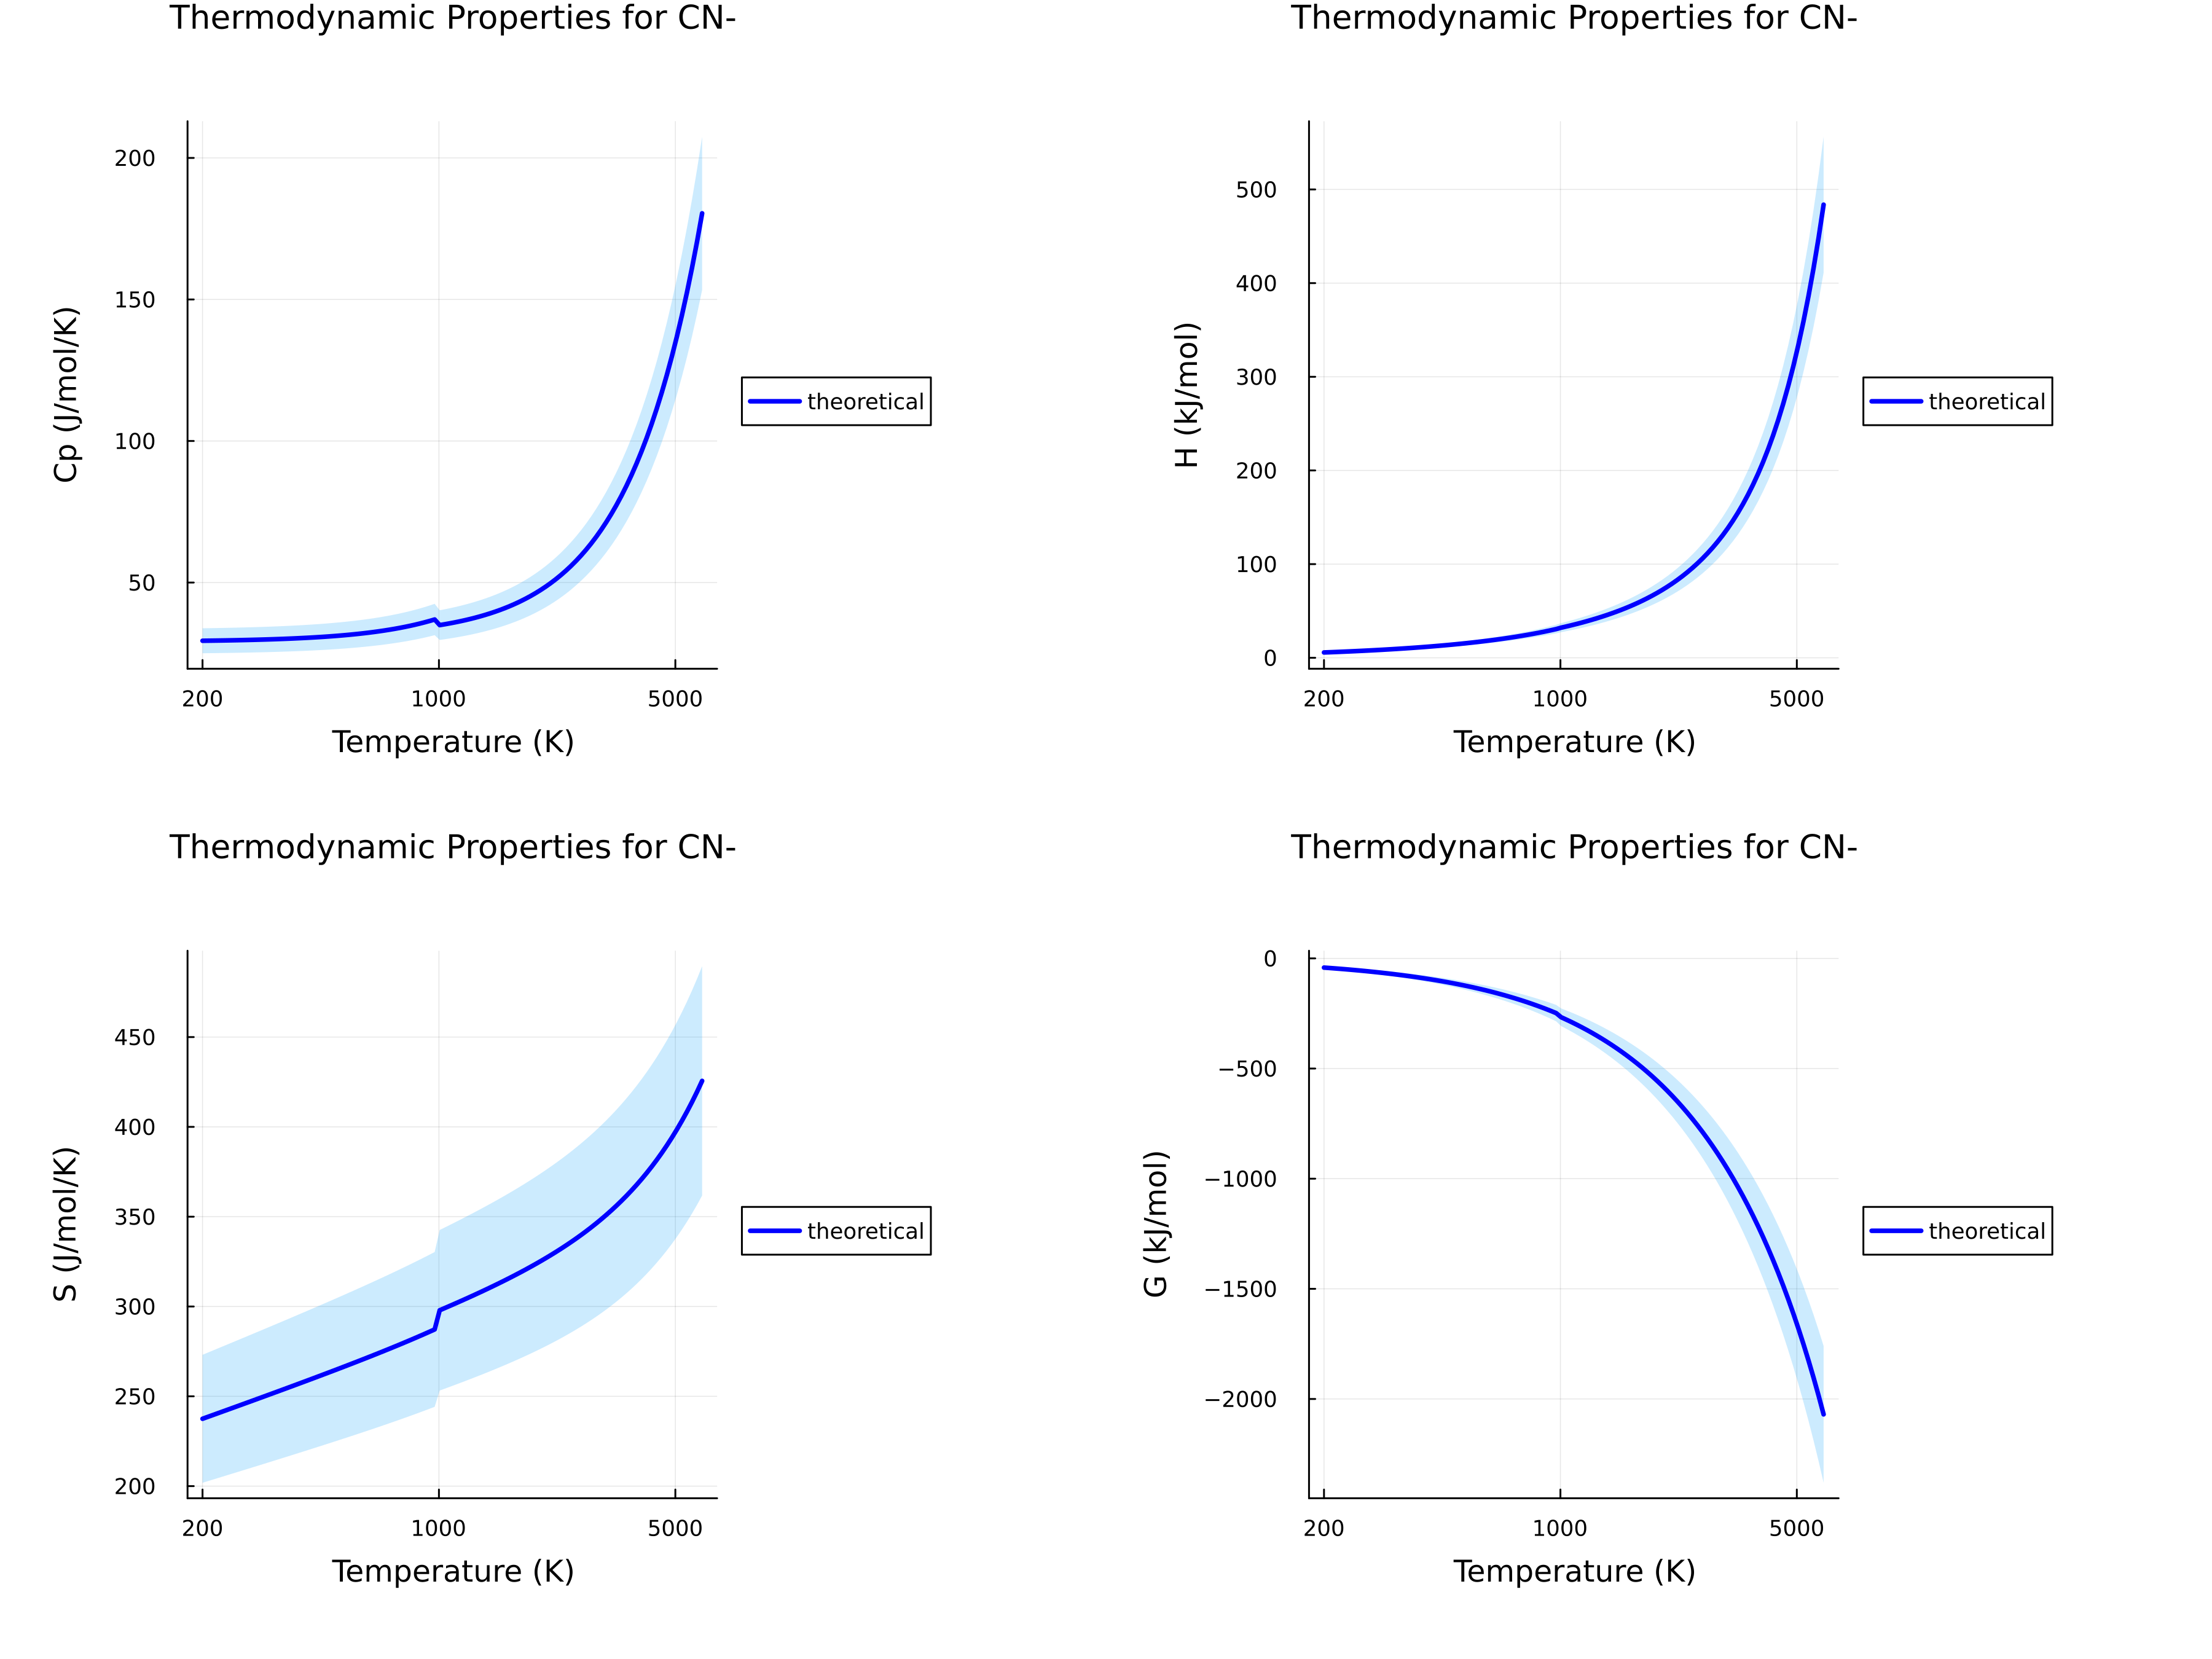 Thermodynamic Properties for CN-
200
150
100
50
Cp (J/mol/K)
200
1000
5000
Temperature (K)
theoretical
Thermodynamic Properties for CN-
500
400
300
200
100
0
H (kJ/mol)
200
1000
5000
Temperature (K)
theoretical
Thermodynamic Properties for CN-
450
400
350
300
250
200
S (J/mol/K)
200
1000
5000
Temperature (K)
theoretical
Thermodynamic Properties for CN-
0
−500
−1000
−1500
−2000
G (kJ/mol)
200
1000
5000
Temperature (K)
theoretical